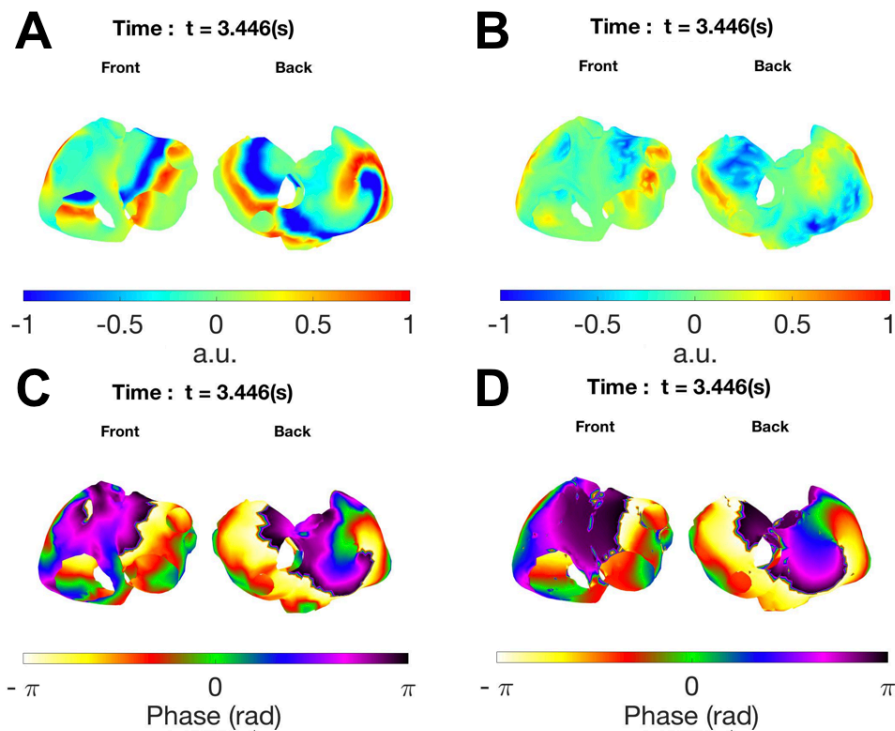 A
Time : t = 3.446(s)
Front Back
-1 -0.5 0 0.5 1
a.u.
B
Time : t = 3.446(s)
Front Back
-1 -0.5 0 0.5 1
a.u.
C
Time : t = 3.446(s)
Front Back
- π 0 π
Phase (rad)
D
Time : t = 3.446(s)
Front Back
- π 0 π
Phase (rad)